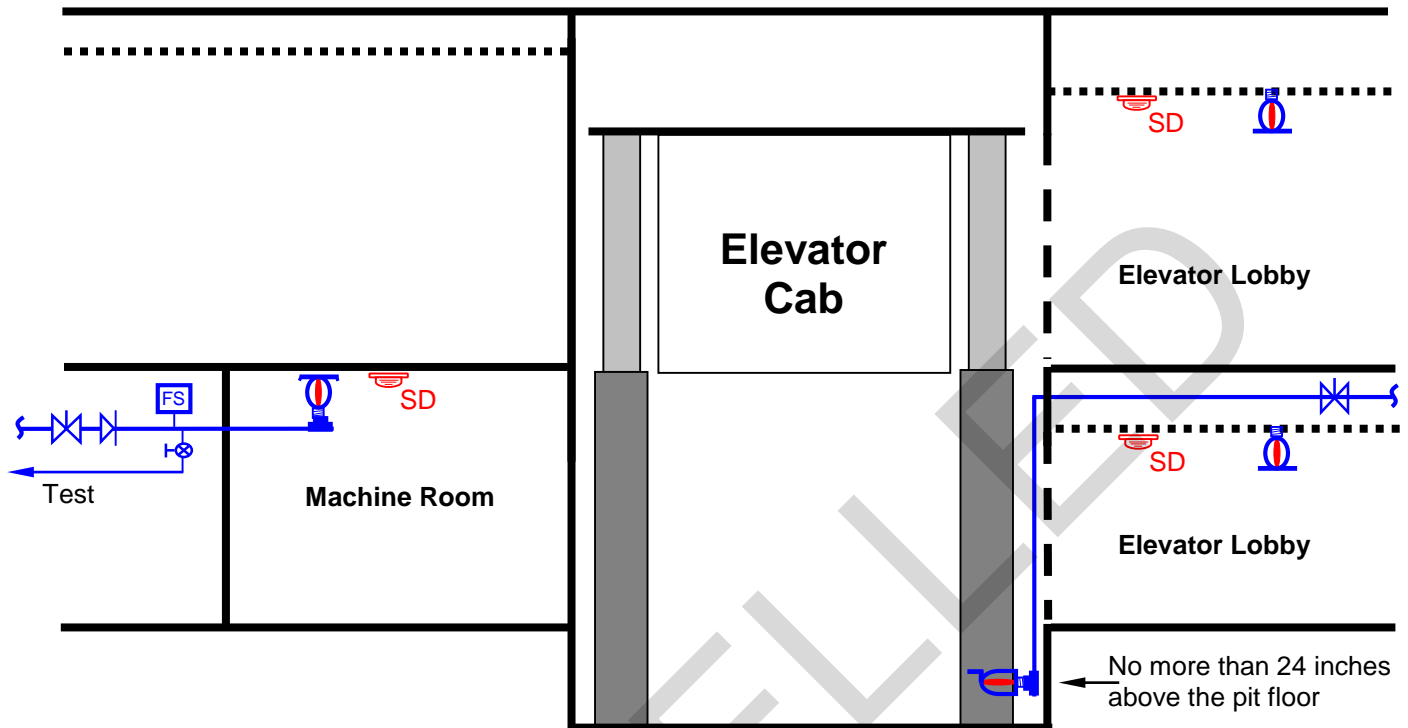 SD
Elevator
Cab
Elevator Lobby
FS
SD
Test
Machine Room
SD
Elevator Lobby
No more than 24 inches
above the pit floor
ELLED